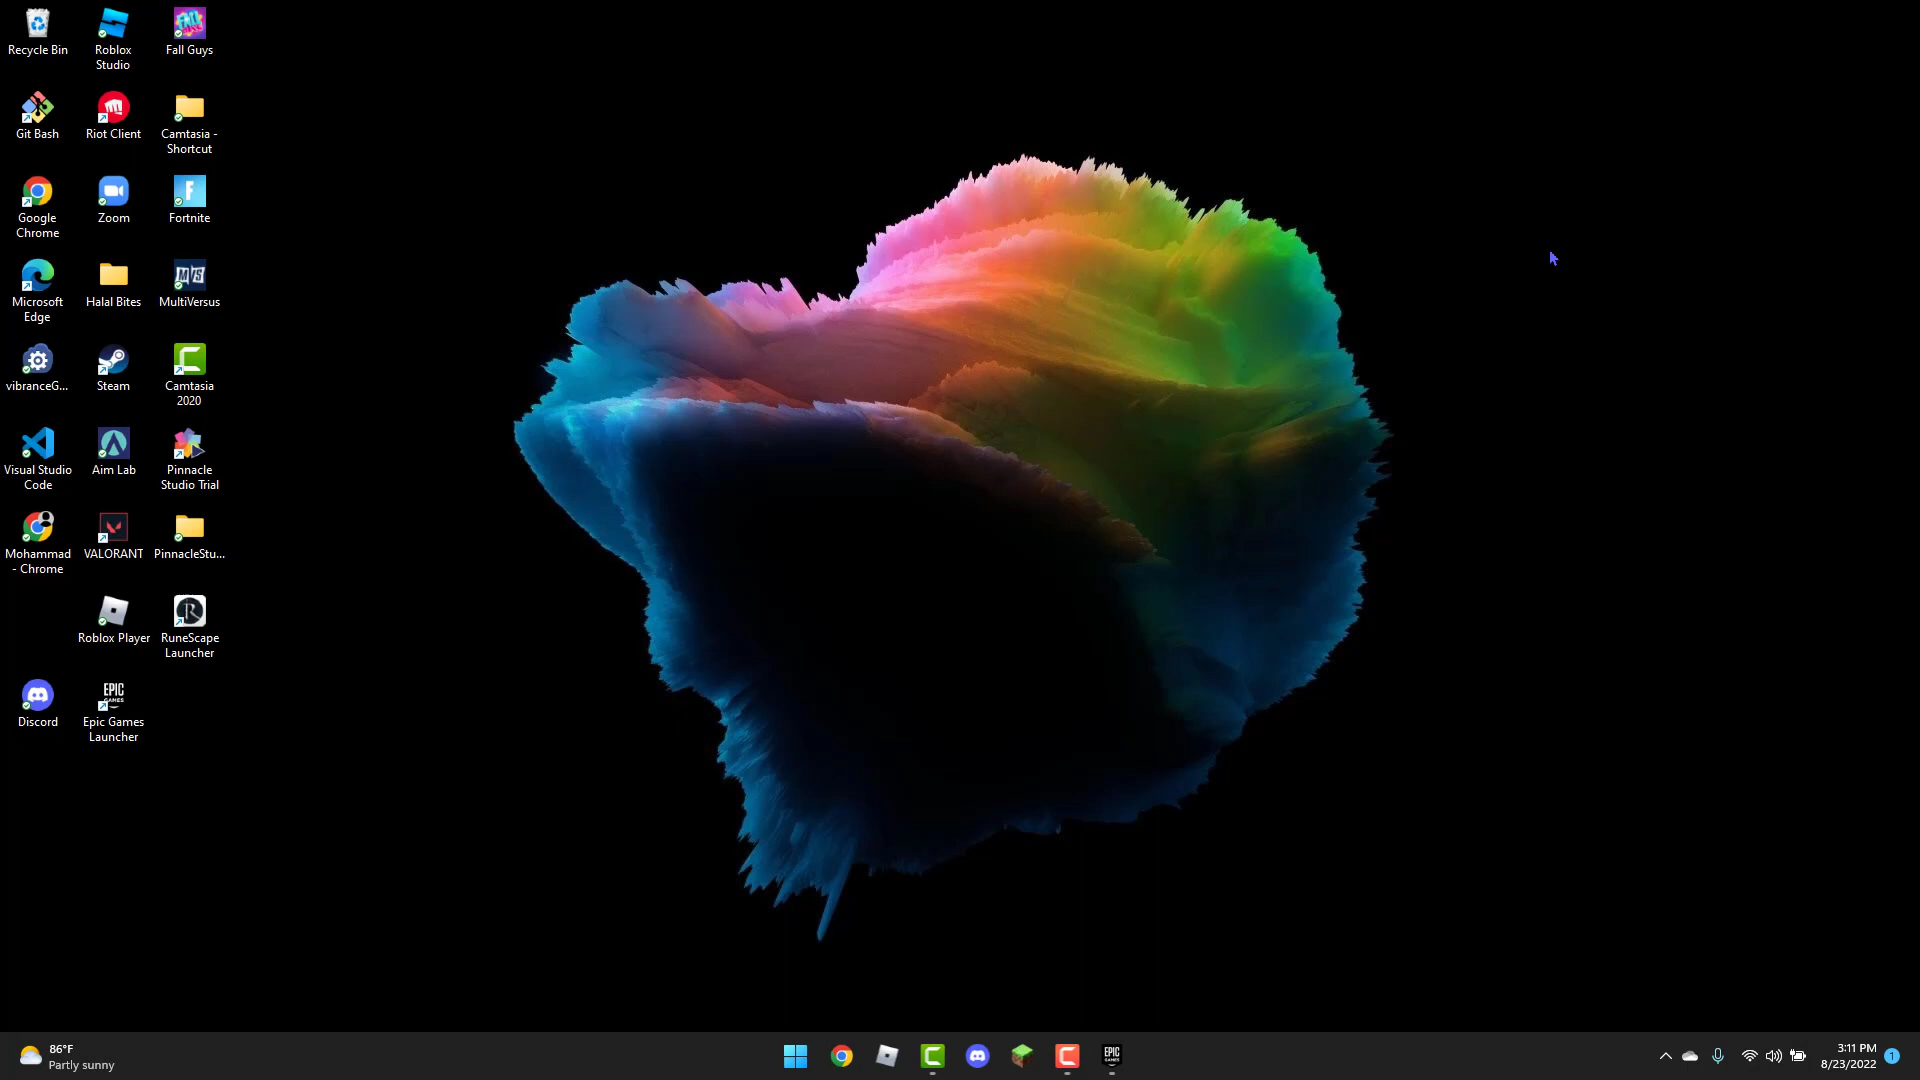 Recycle Bin
Roblox
Studio
Fall Guys
Git Bash
Riot Client
Camtasia -
Shortcut
Google
Chrome
Zoom
Fortnite
Microsoft
Edge
Halal Bites
MultiVersus
vibranceG...
Steam
Camtasia
2020
Visual Studio
Code
Aim Lab
Pinnacle
Studio Trial
Mohammad
- Chrome
VALORANT
PinnacleStu...
Roblox Player
RuneScape
Launcher
Discord
EPIC
GAMES
Epic Games
Launcher
86°F
Partly sunny
EPIC
3:11 PM
8/23/2022
1